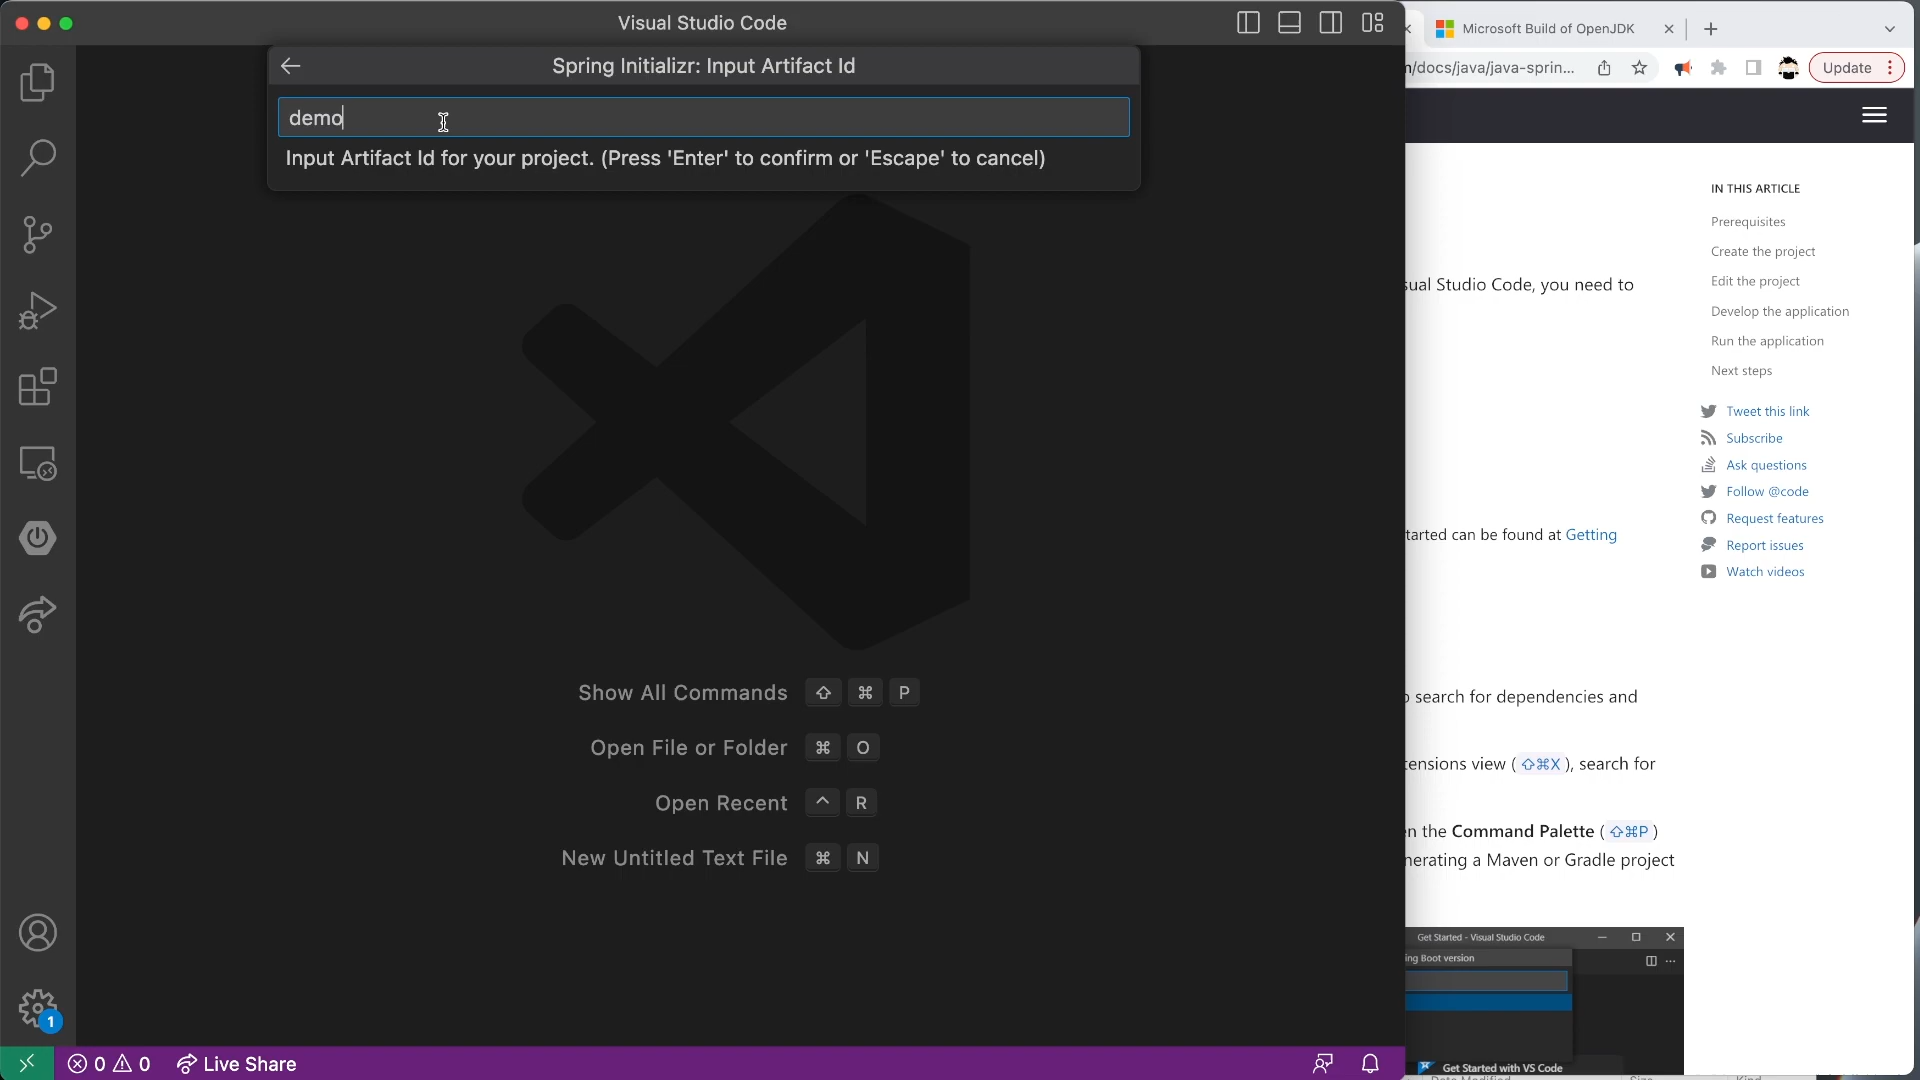 Visual Studio Code
Spring Initializr: Input Artifact Id
demo
Input Artifact Id for your project. (Press 'Enter' to confirm or 'Escape' to cancel)
Show All Commands ⇧ ⌘ P
Open File or Folder ⌘ O
Open Recent ^ R
New Untitled Text File ⌘ N
1
0 0 Live Share
Microsoft Build of OpenJDK
/docs/java/java-sprin...
Update
sual Studio Code, you need to
tarted can be found at Getting
search for dependencies and
tensions view (⇧⌘X), search for
n the Command Palette (⇧⌘P)
nerating a Maven or Gradle project
Get Started - Visual Studio Code
ing Boot version
Get Started with VS Code
IN THIS ARTICLE
Prerequisites
Create the project
Edit the project
Develop the application
Run the application
Next steps
Tweet this link
Subscribe
Ask questions
Follow @code
Request features
Report issues
Watch videos